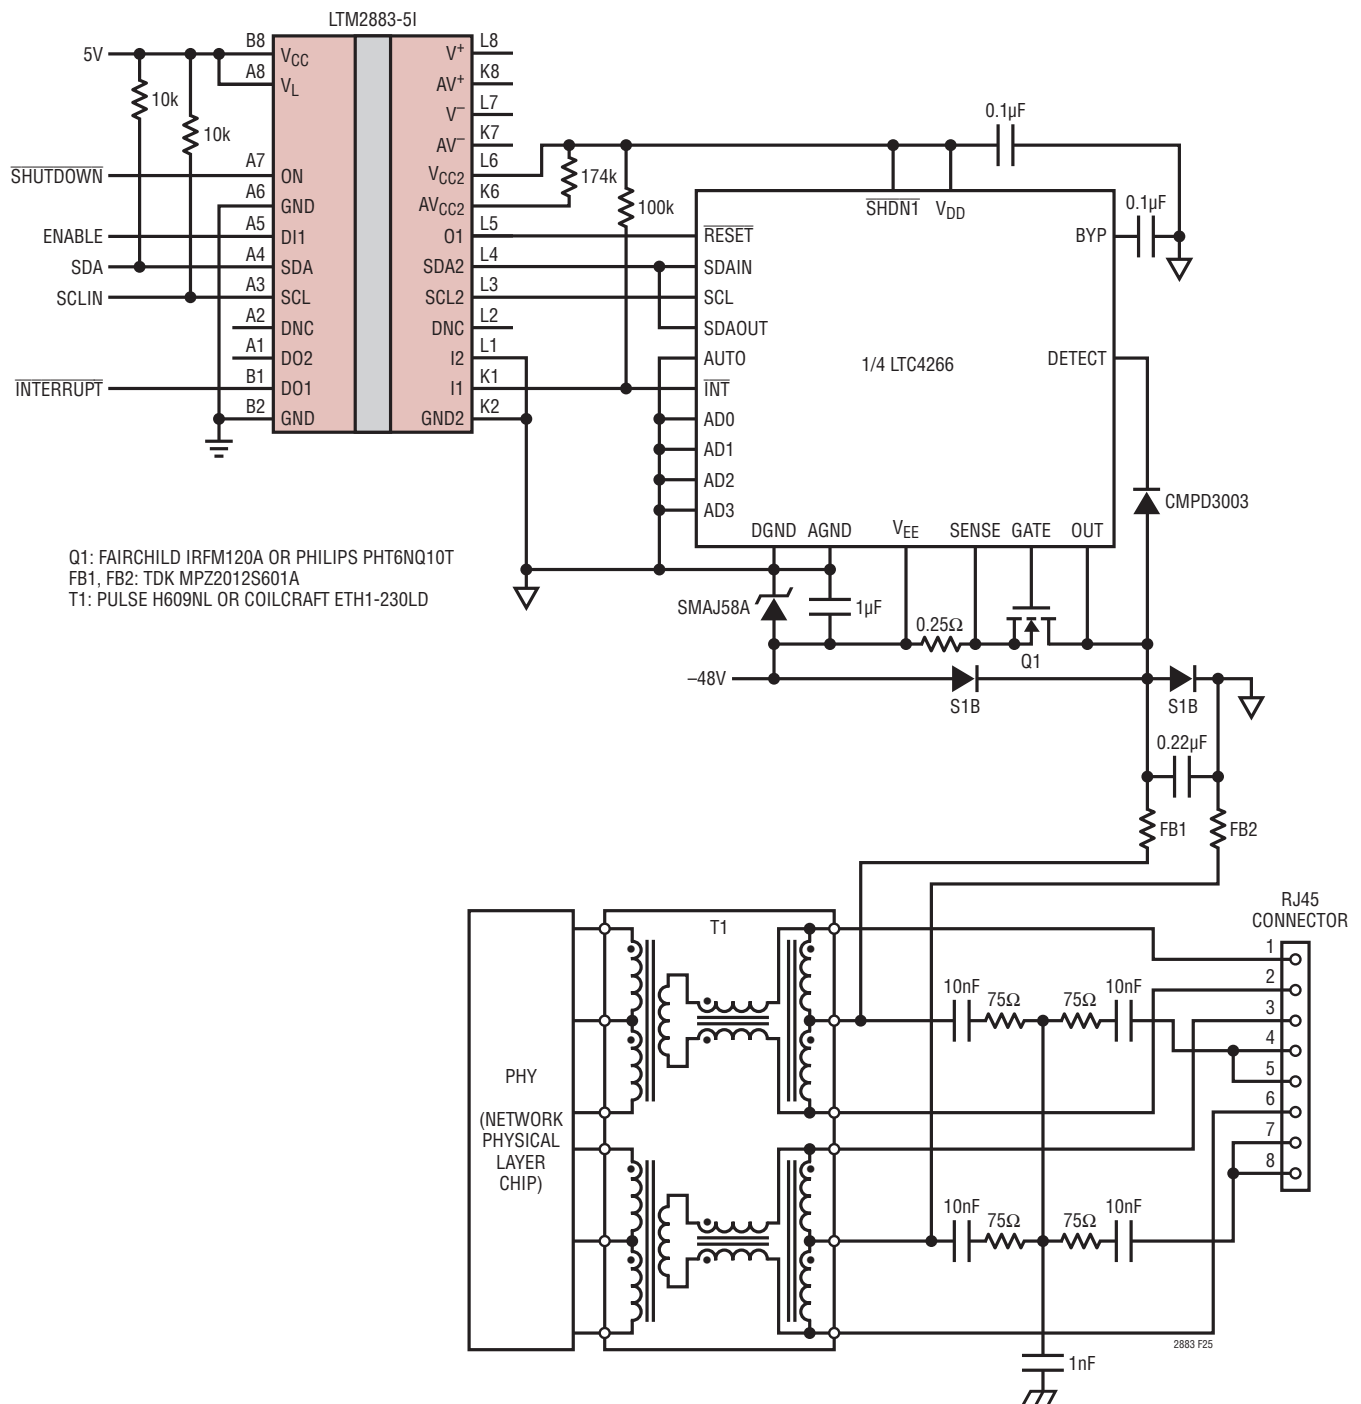 LTM2883-5I
5V
B8
VCC
V+
L8
A8
VL
AV+
K8
10k
V–
L7
10k
AV–
K7
0.1µF
SHUTDOWN
A7
ON
VCC2
L6
174k
A6
GND
AVCC2
K6
100k
SHDN1
VDD
0.1µF
ENABLE
A5
DI1
O1
L5
RESET
BYP
SDA
A4
SDA
SDA2
L4
SDAIN
SCLIN
A3
SCL
SCL2
L3
SCL
A2
DNC
DNC
L2
SDAOUT
A1
DO2
I2
L1
AUTO
1/4 LTC4266
DETECT
INTERRUPT
B1
DO1
I1
K1
INT
B2
GND
GND2
K2
AD0
AD1
AD2
AD3
CMPD3003
DGND
AGND
VEE
SENSE
GATE
OUT
Q1: FAIRCHILD IRFM120A OR PHILIPS PHT6NQ10T
FB1, FB2: TDK MPZ2012S601A
T1: PULSE H609NL OR COILCRAFT ETH1-230LD
SMAJ58A
1µF
0.25Ω
Q1
–48V
S1B
S1B
0.22µF
FB1
FB2
RJ45
CONNECTOR
T1
1
2
3
4
5
6
7
8
10nF
75Ω
75Ω
10nF
PHY
(NETWORK
PHYSICAL
LAYER
CHIP)
10nF
75Ω
75Ω
10nF
2883 F25
1nF